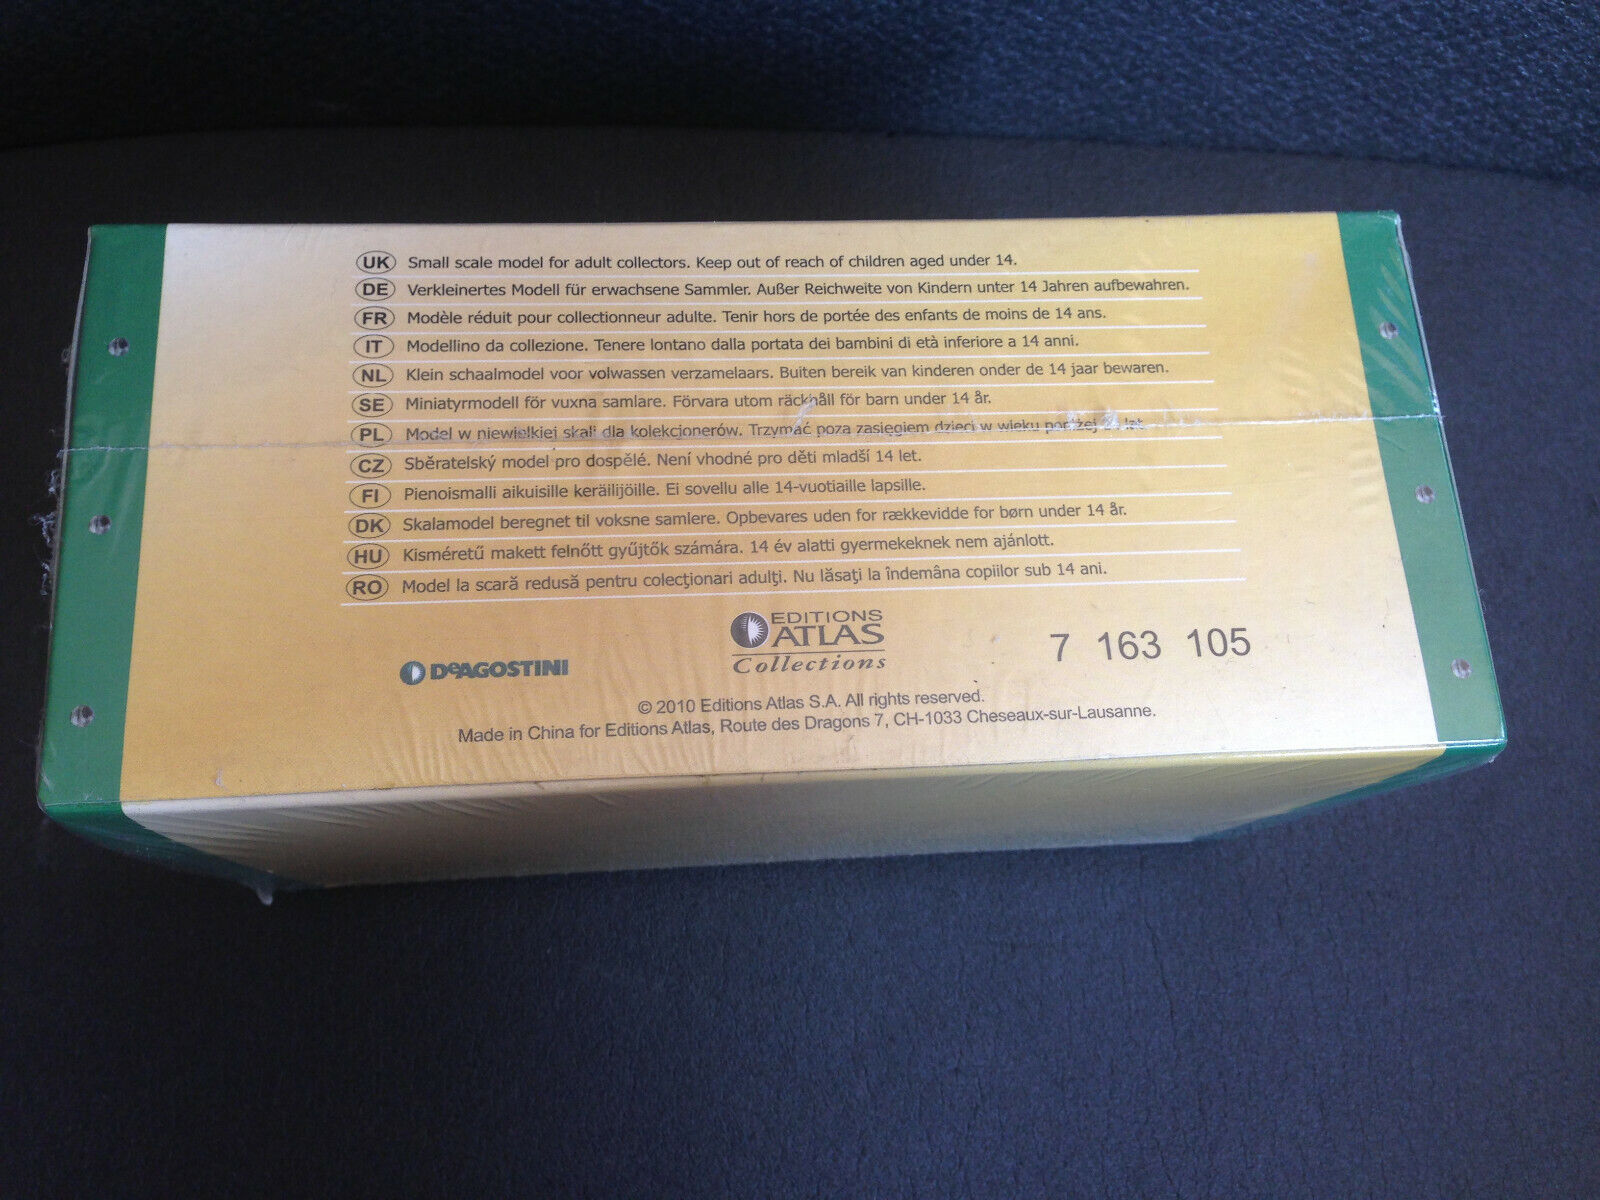 UK Small scale model for adult collectors. Keep out of reach of children aged under 14.
DE Verkleinertes Modell für erwachsene Sammler. Außer Reichweite von Kindern unter 14 Jahren aufbewahren.
FR Modèle réduit pour collectionneur adulte. Tenir hors de portée des enfants de moins de 14 ans.
IT Modellino da collezione. Tenere lontano dalla portata dei bambini di età inferiore a 14 anni.
NL Klein schaalmodel voor volwassen verzamelaars. Buiten bereik van kinderen onder de 14 jaar bewaren.
SE Miniatyrmodell för vuxna samlare. Förvara utom räckhåll för barn under 14 år.
PL Model w niewielkiej skali dla kolekcjonerów. Trzymać poza zasięgiem dzieci w wieku poniżej 14 let.
CZ Sběratelský model pro dospělé. Není vhodné pro děti mladší 14 let.
FI Pienoismalli aikuisille keräilijöille. Ei sovellu alle 14-vuotiaille lapsille.
DK Skalamodel beregnet til voksne samlere. Opbevares uden for rækkevidde for børn under 14 år.
HU Kisméretű makett felnőtt gyűjtők számára. 14 év alatti gyermekeknek nem ajánlott.
RO Model la scară redusă pentru colecţionari adulţi. Nu lăsaţi la îndemâna copiilor sub 14 ani.
EDITIONS
ATLAS
Collections
7 163 105
DeAGOSTINI
© 2010 Editions Atlas S.A. All rights reserved.
Made in China for Editions Atlas, Route des Dragons 7, CH-1033 Cheseaux-sur-Lausanne.